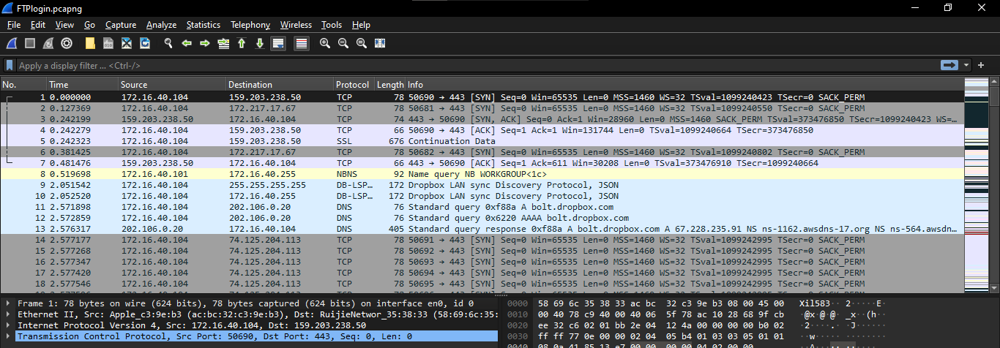 FTPlogin.pcapng
File Edit View Go Capture Analyze Statistics Telephony Wireless Tools Help
Apply a display filter ... <Ctrl-/>
No. Time Source Destination Protocol Length Info
1 0.000000 172.16.40.104 159.203.238.50 TCP 78 50690 → 443 [SYN] Seq=0 Win=65535 Len=0 MSS=1460 WS=32 TSval=1099240423 TSecr=0 SACK_PERM
2 0.127369 172.16.40.104 172.217.17.67 TCP 78 50681 → 443 [SYN] Seq=0 Win=65535 Len=0 MSS=1460 WS=32 TSval=1099240550 TSecr=0 SACK_PERM
3 0.242199 159.203.238.50 172.16.40.104 TCP 74 443 → 50690 [SYN, ACK] Seq=0 Ack=1 Win=28960 Len=0 MSS=1460 SACK_PERM TSval=373476850 TSecr=1099240423 WS=…
4 0.242279 172.16.40.104 159.203.238.50 TCP 66 50690 → 443 [ACK] Seq=1 Ack=1 Win=131744 Len=0 TSval=1099240664 TSecr=373476850
5 0.242323 172.16.40.104 159.203.238.50 SSL 676 Continuation Data
6 0.381425 172.16.40.104 172.217.17.67 TCP 78 50682 → 443 [SYN] Seq=0 Win=65535 Len=0 MSS=1460 WS=32 TSval=1099240802 TSecr=0 SACK_PERM
7 0.481476 159.203.238.50 172.16.40.104 TCP 66 443 → 50690 [ACK] Seq=1 Ack=611 Win=30208 Len=0 TSval=373476910 TSecr=1099240664
8 0.519698 172.16.40.101 172.16.40.255 NBNS 92 Name query NB WORKGROUP<1c>
9 2.051542 172.16.40.104 255.255.255.255 DB-LSP… 172 Dropbox LAN sync Discovery Protocol, JSON
10 2.052520 172.16.40.104 172.16.40.255 DB-LSP… 172 Dropbox LAN sync Discovery Protocol, JSON
11 2.571898 172.16.40.104 202.106.0.20 DNS 76 Standard query 0xf88a A bolt.dropbox.com
12 2.572859 172.16.40.104 202.106.0.20 DNS 76 Standard query 0x6220 AAAA bolt.dropbox.com
13 2.576317 202.106.0.20 172.16.40.104 DNS 405 Standard query response 0xf88a A bolt.dropbox.com A 67.228.235.91 NS ns-1162.awsdns-17.org NS ns-564.awsdn…
14 2.577177 172.16.40.104 74.125.204.113 TCP 78 50691 → 443 [SYN] Seq=0 Win=65535 Len=0 MSS=1460 WS=32 TSval=1099242995 TSecr=0 SACK_PERM
15 2.577268 172.16.40.104 74.125.204.113 TCP 78 50692 → 443 [SYN] Seq=0 Win=65535 Len=0 MSS=1460 WS=32 TSval=1099242995 TSecr=0 SACK_PERM
16 2.577347 172.16.40.104 74.125.204.113 TCP 78 50693 → 443 [SYN] Seq=0 Win=65535 Len=0 MSS=1460 WS=32 TSval=1099242995 TSecr=0 SACK_PERM
17 2.577420 172.16.40.104 74.125.204.113 TCP 78 50694 → 443 [SYN] Seq=0 Win=65535 Len=0 MSS=1460 WS=32 TSval=1099242995 TSecr=0 SACK_PERM
18 2.577546 172.16.40.104 74.125.204.113 TCP 78 50695 → 443 [SYN] Seq=0 Win=65535 Len=0 MSS=1460 WS=32 TSval=1099242995 TSecr=0 SACK_PERM
Frame 1: 78 bytes on wire (624 bits), 78 bytes captured (624 bits) on interface en0, id 0
Ethernet II, Src: Apple_c3:9e:b3 (ac:bc:32:c3:9e:b3), Dst: RuijieNetwor_35:38:33 (58:69:6c:35:
Internet Protocol Version 4, Src: 172.16.40.104, Dst: 159.203.238.50
Transmission Control Protocol, Src Port: 50690, Dst Port: 443, Seq: 0, Len: 0
0000 58 69 6c 35 38 33 ac bc 32 c3 9e b3 08 00 45 00 Xil583·· 2·····E·
0010 00 40 78 c9 40 00 40 06 5f 78 ac 10 28 68 9f cb ·@x·@·@· _x··(h··
0020 ee 32 c6 02 01 bb 2e 04 12 4a 00 00 00 00 b0 02 ·2····.· ·J······
0030 ff ff 77 0e 00 00 02 04 05 b4 01 03 03 05 01 01 ··w····· ········